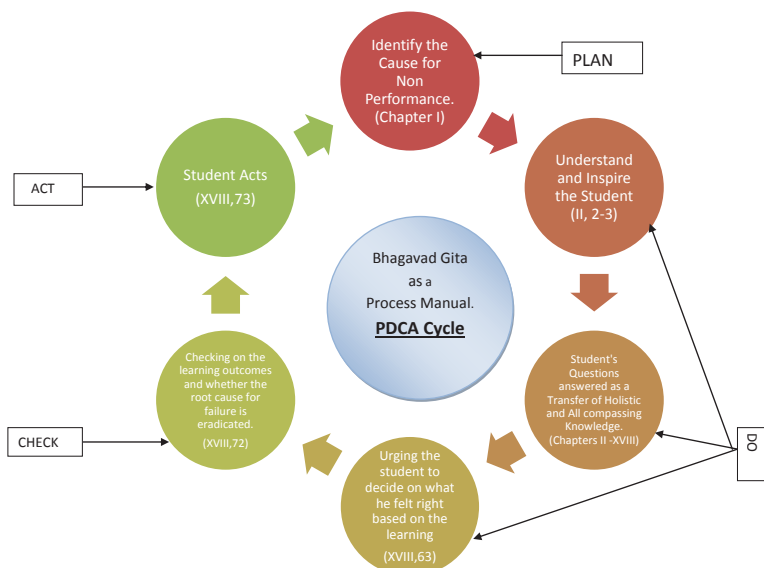 Identify the
Cause for
Non
Performance.
(Chapter I)
PLAN
Understand
and Inspire
the Student
(II, 2-3)
Student's
Questions
answered as a
Transfer of Holistic
and All compassing
Knowledge.
(Chapters II -XVIII)
DO
Urging the
student to
decide on what
he felt right
based on the
learning
(XVIII,63)
Checking on the
learning outcomes
and whether the
root cause for
failure is
eradicated.
(XVIII,72)
CHECK
Student Acts
(XVIII,73)
ACT
Bhagavad Gita
as a
Process Manual.
PDCA Cycle